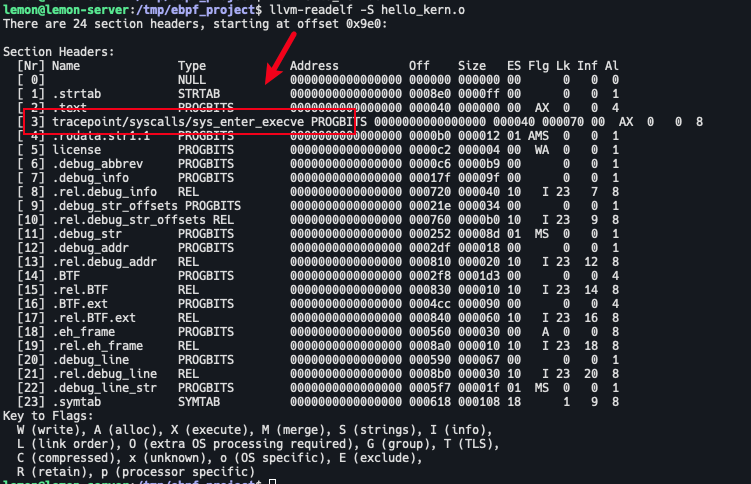 lemon@lemon-server:/tmp/ebpf_project$ llvm-readelf -S hello_kern.o
There are 24 section headers, starting at offset 0x9e0:
Section Headers:
[Nr] Name Type Address Off Size ES Flg Lk Inf Al
[ 0] NULL 0000000000000000 000000 000000 00 0 0 0
[ 1] .strtab STRTAB 0000000000000000 0008e0 0000ff 00 0 0 1
[ 2] .text PROGBITS 0000000000000000 000040 000000 00 AX 0 0 4
[ 3] tracepoint/syscalls/sys_enter_execve PROGBITS 0000000000000000 000040 000070 00 AX 0 0 8
[ 4] .rodata.str1.1 PROGBITS 0000000000000000 0000b0 000012 01 AMS 0 0 1
[ 5] license PROGBITS 0000000000000000 0000c2 000004 00 WA 0 0 1
[ 6] .debug_abbrev PROGBITS 0000000000000000 0000c6 0000b9 00 0 0 1
[ 7] .debug_info PROGBITS 0000000000000000 00017f 00009f 00 0 0 1
[ 8] .rel.debug_info REL 0000000000000000 000720 000040 10 I 23 7 8
[ 9] .debug_str_offsets PROGBITS 0000000000000000 00021e 000034 00 0 0 1
[10] .rel.debug_str_offsets REL 0000000000000000 000760 0000b0 10 I 23 9 8
[11] .debug_str PROGBITS 0000000000000000 000252 00008d 01 MS 0 0 1
[12] .debug_addr PROGBITS 0000000000000000 0002df 000018 00 0 0 1
[13] .rel.debug_addr REL 0000000000000000 000810 000020 10 I 23 12 8
[14] .BTF PROGBITS 0000000000000000 0002f8 0001d3 00 0 0 4
[15] .rel.BTF REL 0000000000000000 000830 000010 10 I 23 14 8
[16] .BTF.ext PROGBITS 0000000000000000 0004cc 000090 00 0 0 4
[17] .rel.BTF.ext REL 0000000000000000 000840 000060 10 I 23 16 8
[18] .eh_frame PROGBITS 0000000000000000 000560 000030 00 A 0 0 8
[19] .rel.eh_frame REL 0000000000000000 0008a0 000010 10 I 23 18 8
[20] .debug_line PROGBITS 0000000000000000 000590 000067 00 0 0 1
[21] .rel.debug_line REL 0000000000000000 0008b0 000030 10 I 23 20 8
[22] .debug_line_str PROGBITS 0000000000000000 0005f7 00001f 01 MS 0 0 1
[23] .symtab SYMTAB 0000000000000000 000618 000108 18 1 9 8
Key to Flags:
W (write), A (alloc), X (execute), M (merge), S (strings), I (info),
L (link order), O (extra OS processing required), G (group), T (TLS),
C (compressed), x (unknown), o (OS specific), E (exclude),
R (retain), p (processor specific)
lemon@lemon-server:/tmp/ebpf_project$